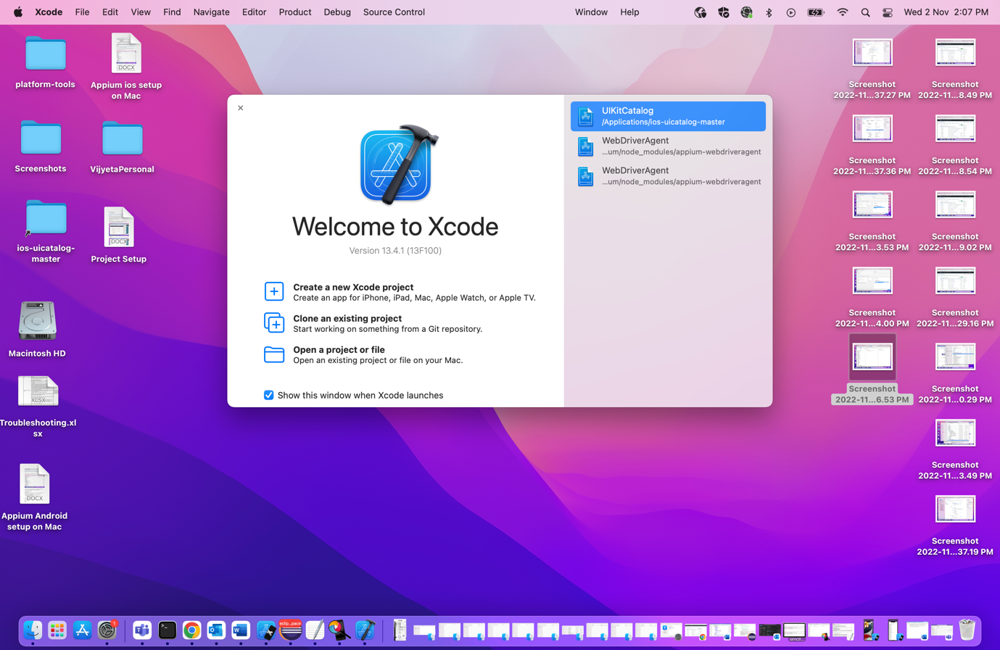 Xcode File Edit View Find Navigate Editor Product Debug Source Control Window Help Wed 2 Nov 2:07 PM
platform-tools
Appium ios setup
on Mac
Screenshots
VijyetaPersonal
ios-uicatalog-
master
Project Setup
DOCX
DOCX
Macintosh HD
XLSX
Troubleshooting.xl
sx
DOCX
Appium Android
setup on Mac
Welcome to Xcode
Version 13.4.1 (13F100)
Create a new Xcode project
Create an app for iPhone, iPad, Mac, Apple Watch, or Apple TV.
Clone an existing project
Start working on something from a Git repository.
Open a project or file
Open an existing project or file on your Mac.
Show this window when Xcode launches
UIKitCatalog
/Applications/ios-uicatalog-master
WebDriverAgent
...um/node_modules/appium-webdriveragent
WebDriverAgent
...um/node_modules/appium-webdriveragent
Screenshot
2022-11...37.27 PM
Screenshot
2022-11...8.49 PM
Screenshot
2022-11...37.36 PM
Screenshot
2022-11...8.54 PM
Screenshot
2022-11...3.53 PM
Screenshot
2022-11...9.02 PM
Screenshot
2022-11...4.00 PM
Screenshot
2022-11...29.16 PM
Screenshot
2022-11...6.53 PM
Screenshot
2022-11...0.29 PM
Screenshot
2022-11...3.49 PM
Screenshot
2022-11...37.19 PM
1
eclip...pace
simctl